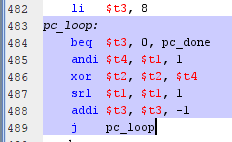 482 li $t3, 8
483 pc_loop:
484 beq $t3, 0, pc_done
485 andi $t4, $t1, 1
486 xor $t2, $t2, $t4
487 srl $t1, $t1, 1
488 addi $t3, $t3, -1
489 j pc_loop